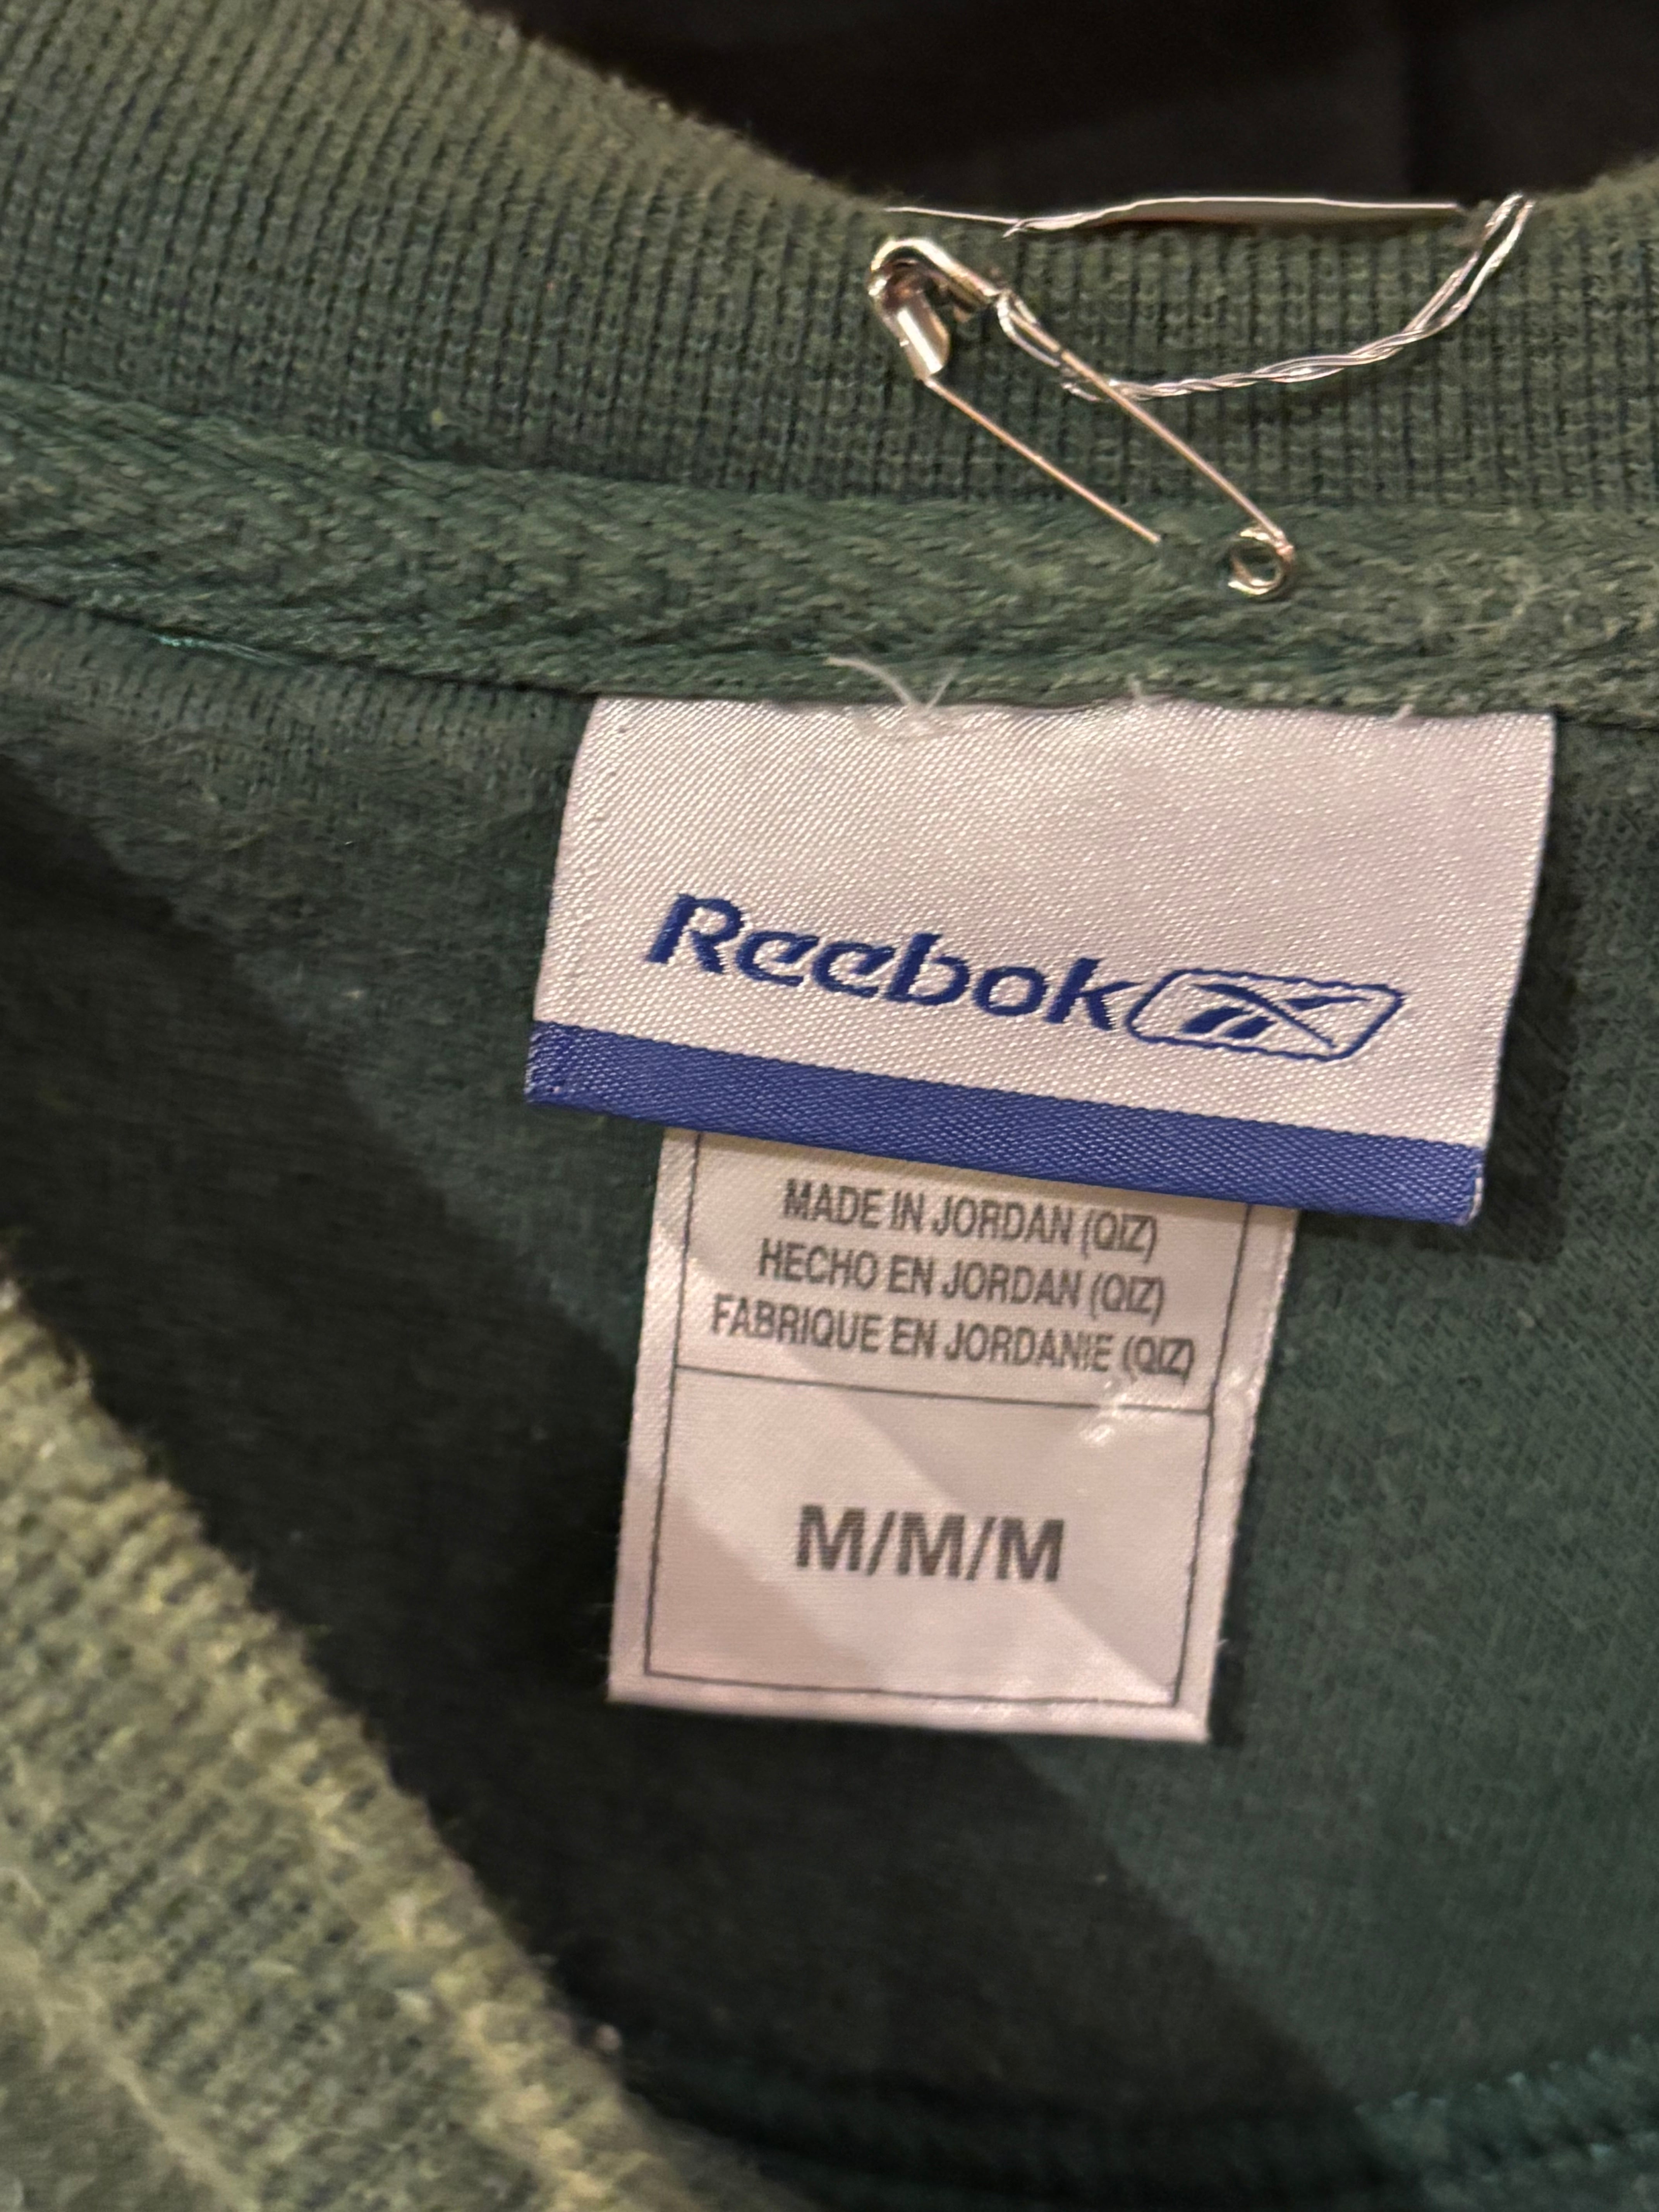 Reebok
MADE IN JORDAN (QIZ)
HECHO EN JORDAN (QIZ)
FABRIQUE EN JORDANIE (QIZ)
M/M/M